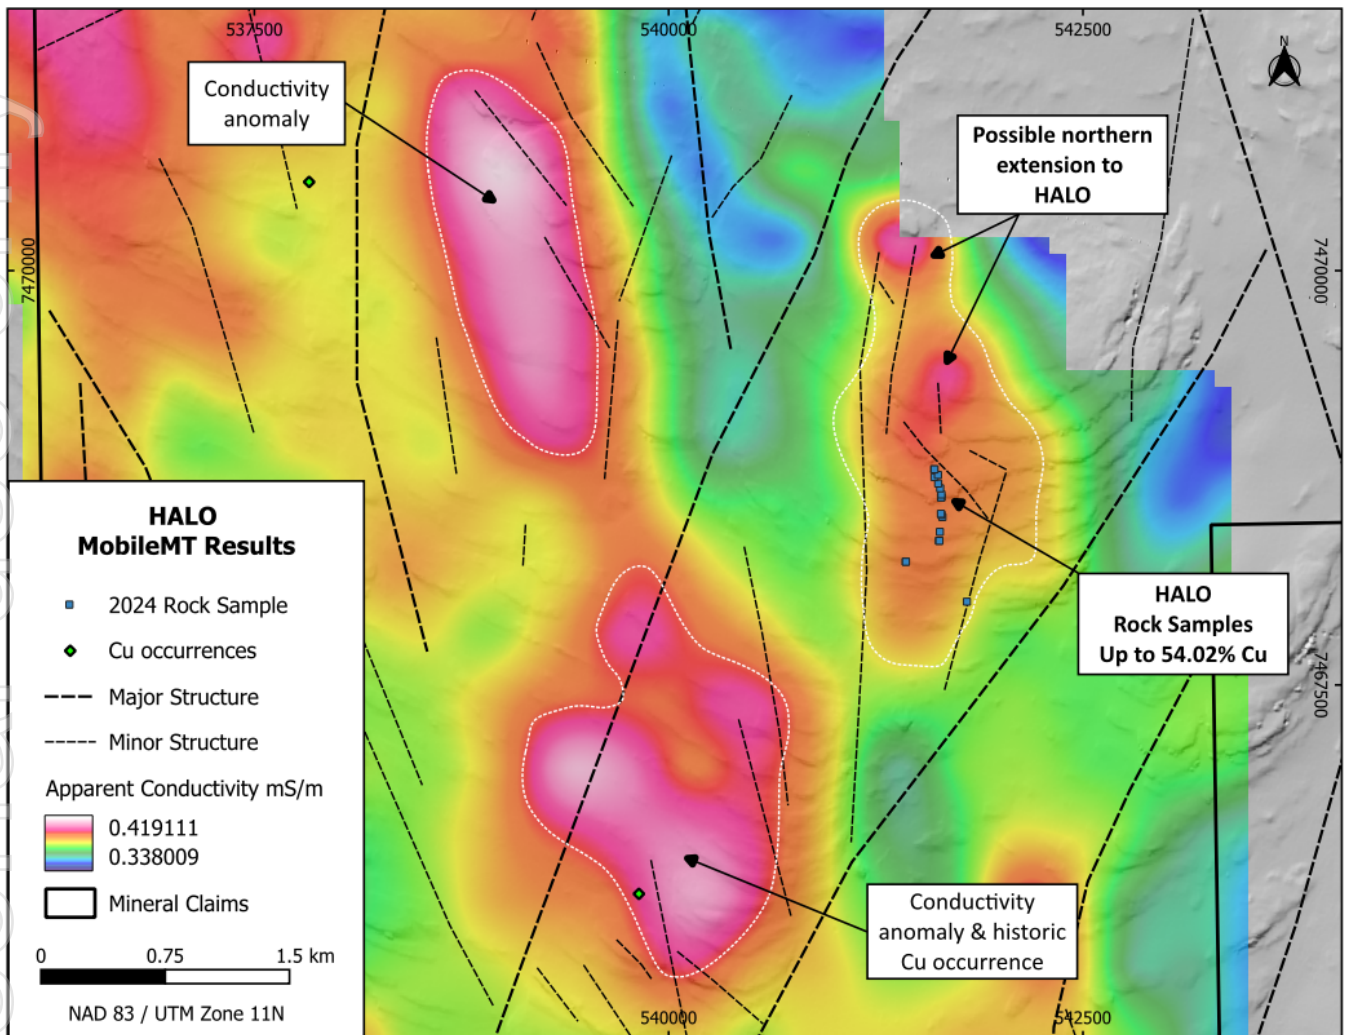 537500
540000
542500
N
Conductivity
anomaly
Possible northern
extension to
HALO
7470000
7470000
HALO
MobileMT Results
2024 Rock Sample
Cu occurrences
Major Structure
Minor Structure
Apparent Conductivity mS/m
0.419111
0.338009
Mineral Claims
0 0.75 1.5 km
NAD 83 / UTM Zone 11N
HALO
Rock Samples
Up to 54.02% Cu
7467500
Conductivity
anomaly & historic
Cu occurrence
540000
542500